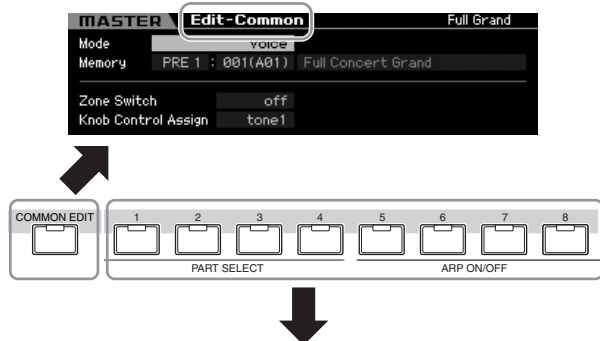 MASTER Edit-Common Full Grand
Mode Voice
Memory PRE 1 : 001(A01) Full Concert Grand
Zone Switch off
Knob Control Assign tone1
COMMON EDIT 1 2 3 4 5 6 7 8
PART SELECT ARP ON/OFF